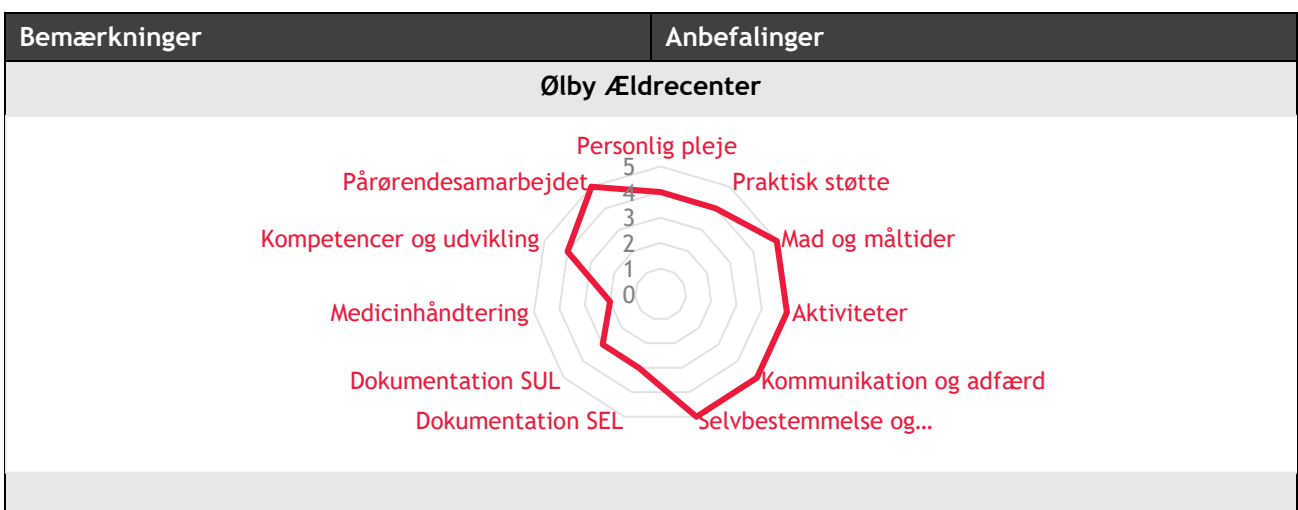 Bemærkninger
Anbefalinger
Ølby Ældrecenter
Personlig pleje
Praktisk støtte
Mad og måltider
Aktiviteter
Kommunikation og adfærd
Selvbestemmelse og…
Dokumentation SEL
Dokumentation SUL
Medicinhåndtering
Kompetencer og udvikling
Pårørendesamarbejdet
5
4
3
2
1
0